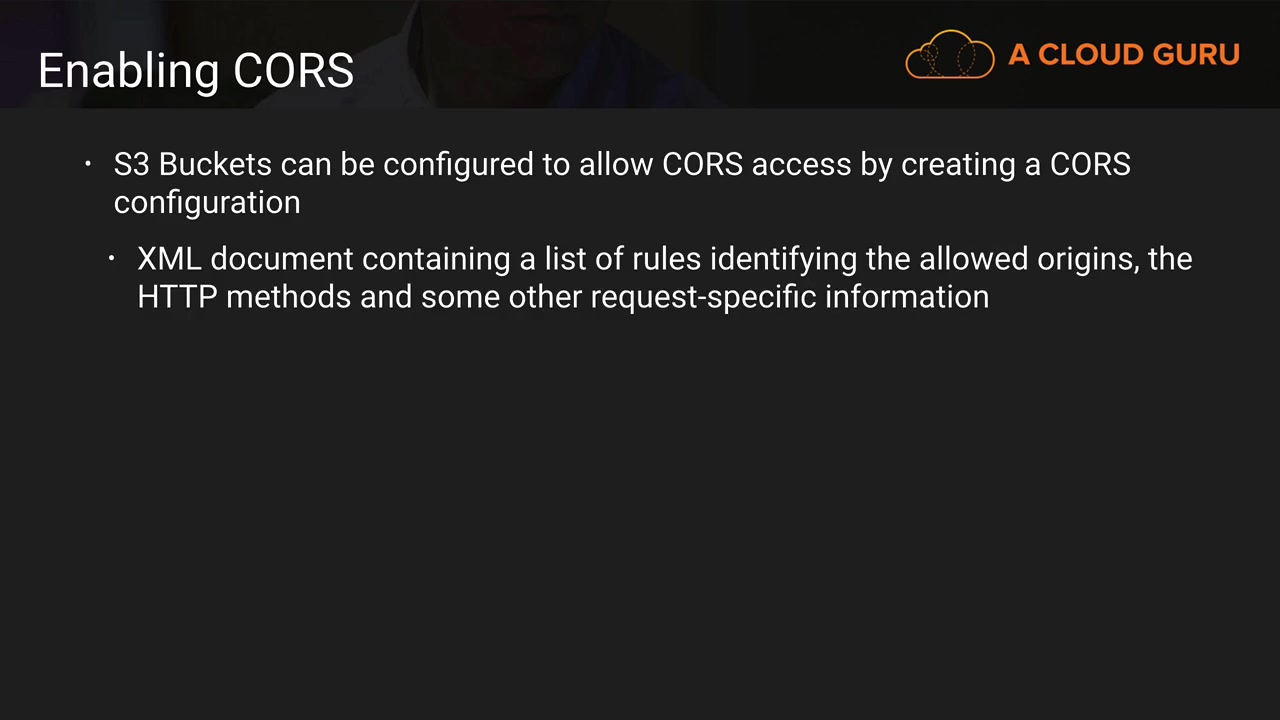 Enabling CORS
A CLOUD GURU
• S3 Buckets can be configured to allow CORS access by creating a CORS
configuration
• XML document containing a list of rules identifying the allowed origins, the
HTTP methods and some other request-specific information